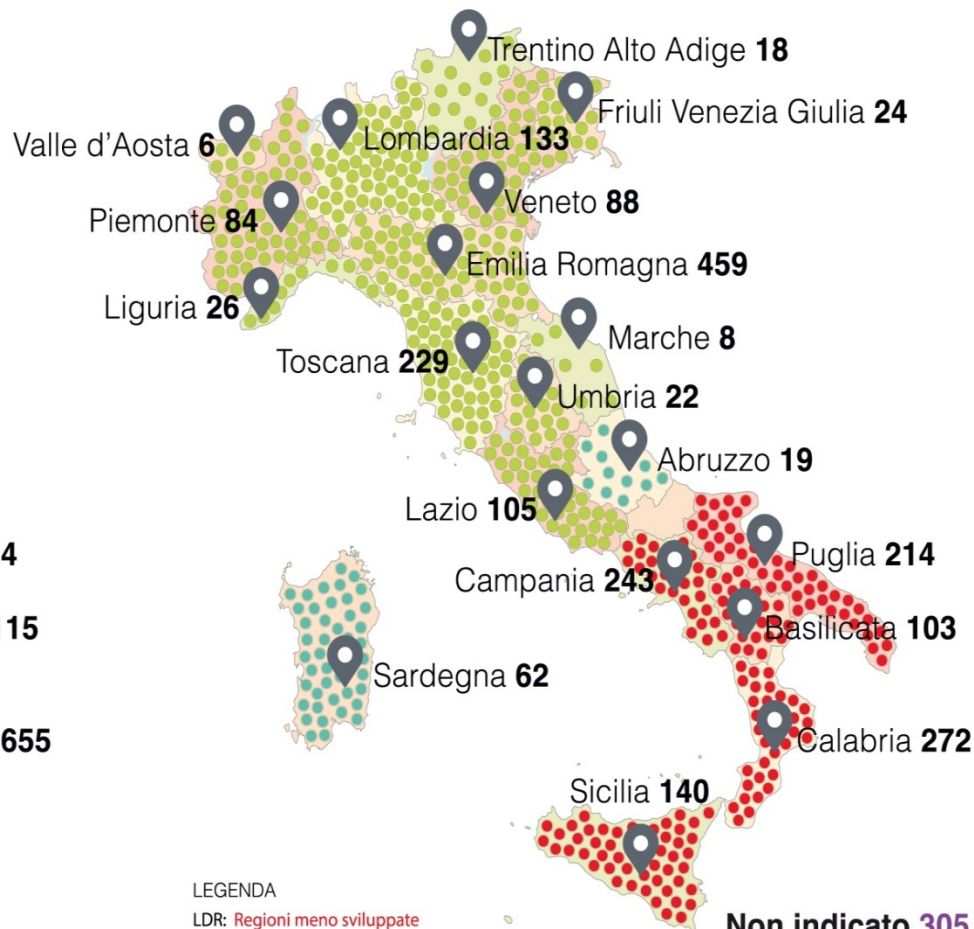 Trentino Alto Adige 18
Friuli Venezia Giulia 24
Valle d’Aosta 6
Lombardia 133
Veneto 88
Piemonte 84
Emilia Romagna 459
Liguria 26
Marche 8
Toscana 229
Umbria 22
Abruzzo 19
Lazio 105
4
Puglia 214
Campania 243
15
Basilicata 103
Sardegna 62
655
Calabria 272
Sicilia 140
LEGENDA
LDR: Regioni meno sviluppate
Non indicato 305